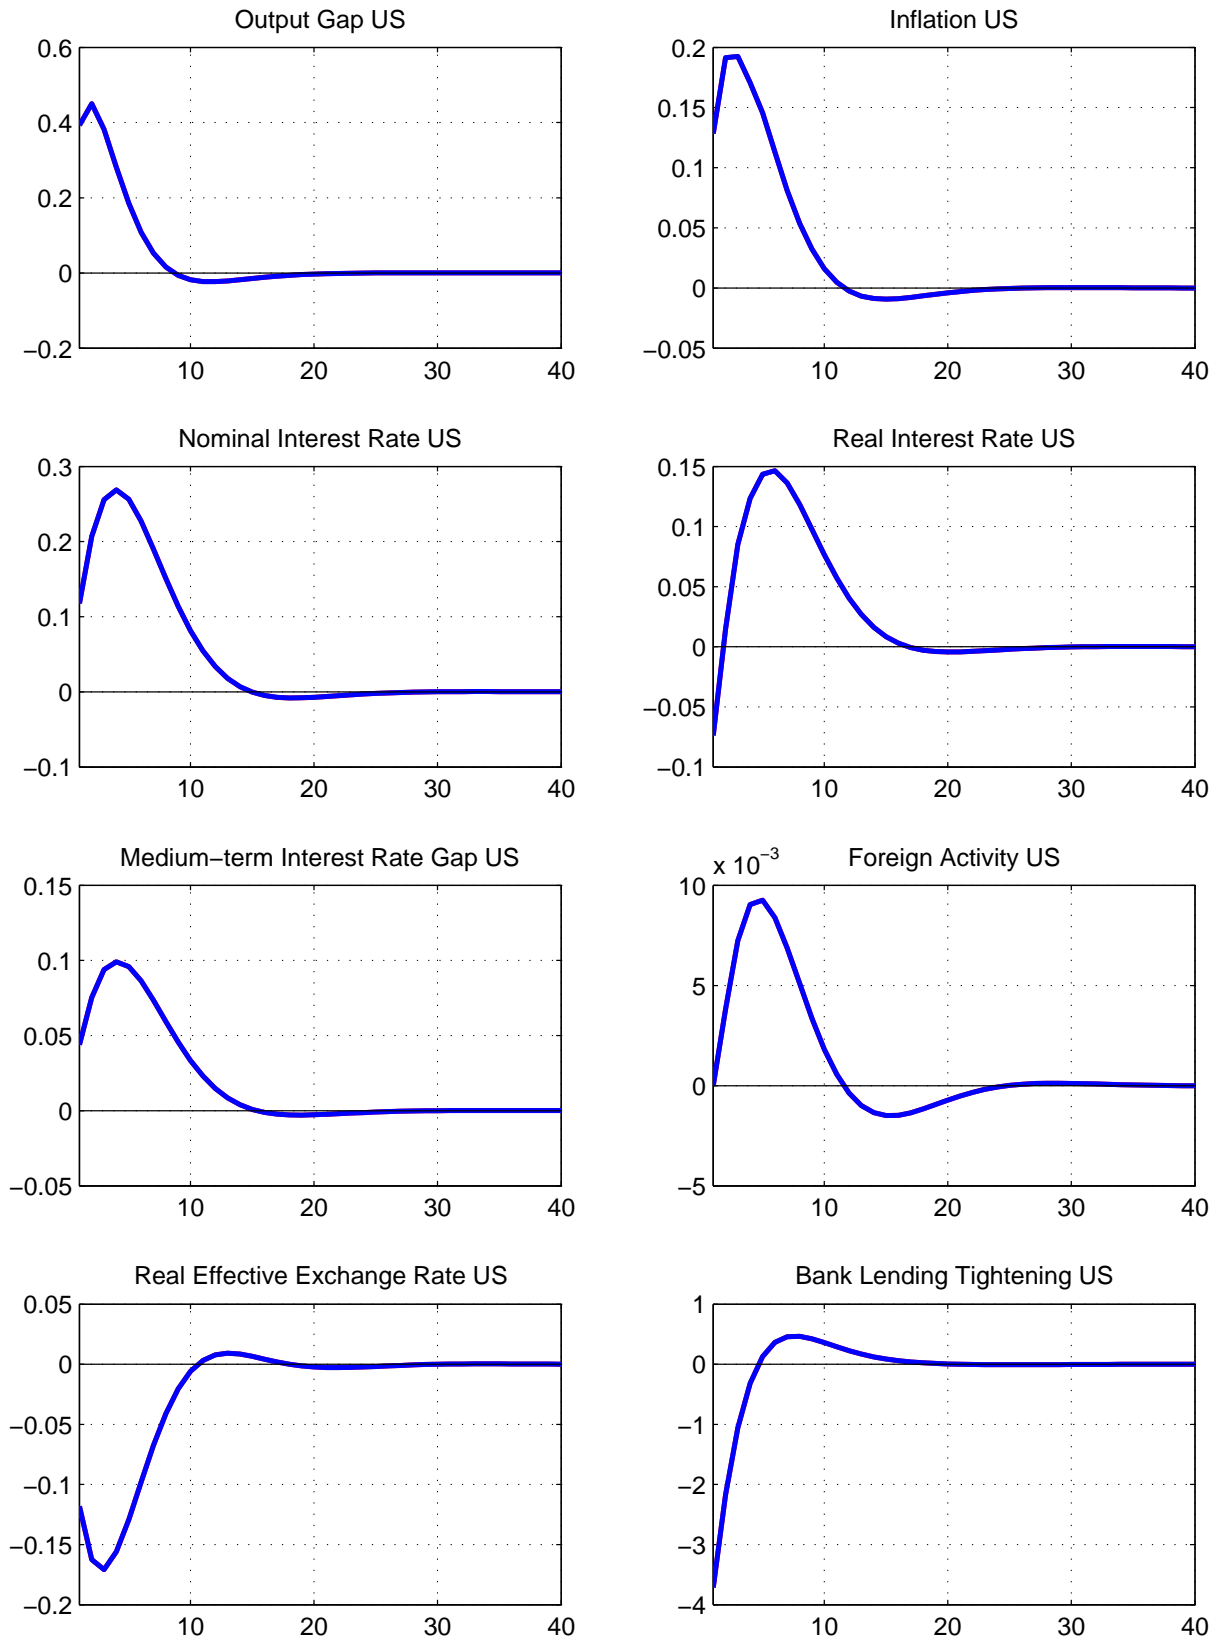 Output Gap US
0.6
0.4
0.2
0
−0.2
10 20 30 40
Inflation US
0.2
0.15
0.1
0.05
0
−0.05
10 20 30 40
Nominal Interest Rate US
0.3
0.2
0.1
0
−0.1
10 20 30 40
Real Interest Rate US
0.15
0.1
0.05
0
−0.05
−0.1
10 20 30 40
Medium−term Interest Rate Gap US
0.15
0.1
0.05
0
−0.05
10 20 30 40
x 10−3
Foreign Activity US
10
5
0
−5
10 20 30 40
Real Effective Exchange Rate US
0.05
0
−0.05
−0.1
−0.15
−0.2
10 20 30 40
Bank Lending Tightening US
1
0
−1
−2
−3
−4
10 20 30 40